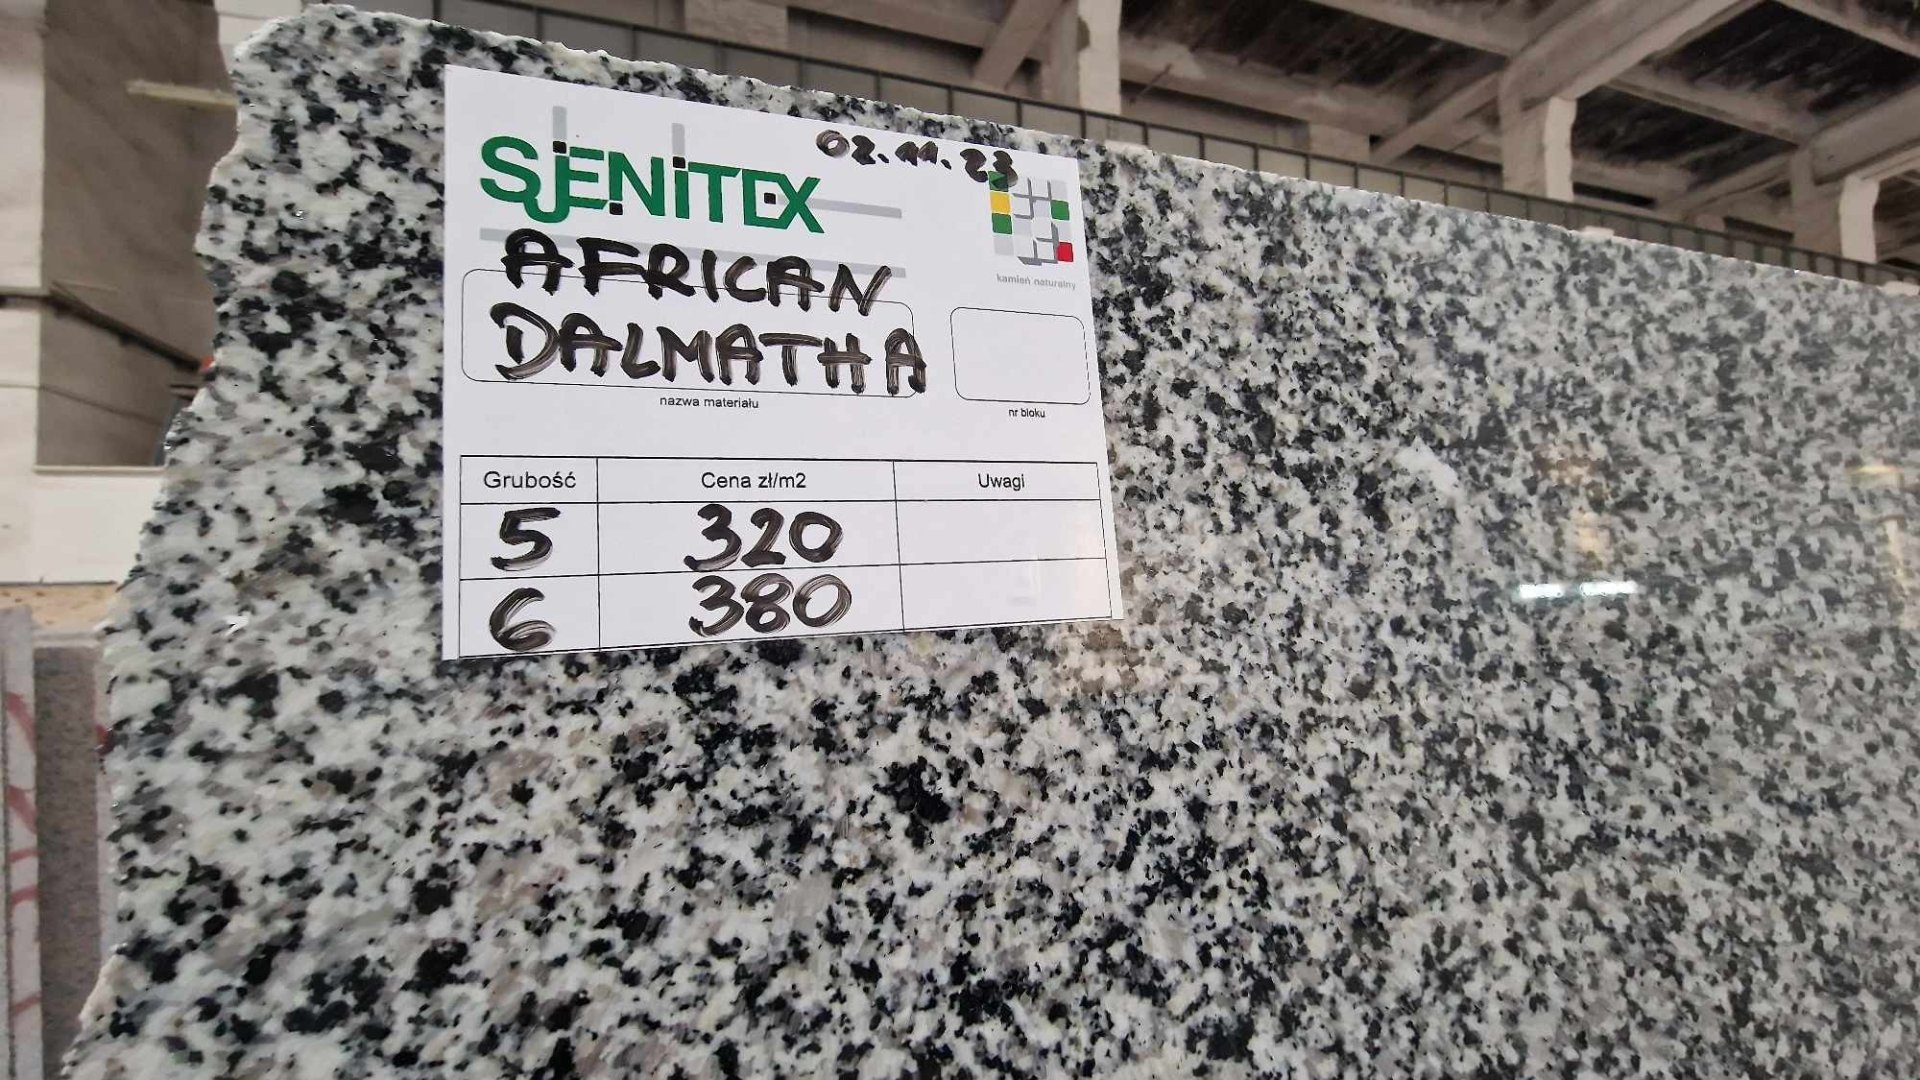 02.11.23
SJENITEX
kamień naturalny
AFRICAN
DALMATHA
nazwa materiału
nr bloku
Grubość Cena zł/m2 Uwagi
5 320
6 380